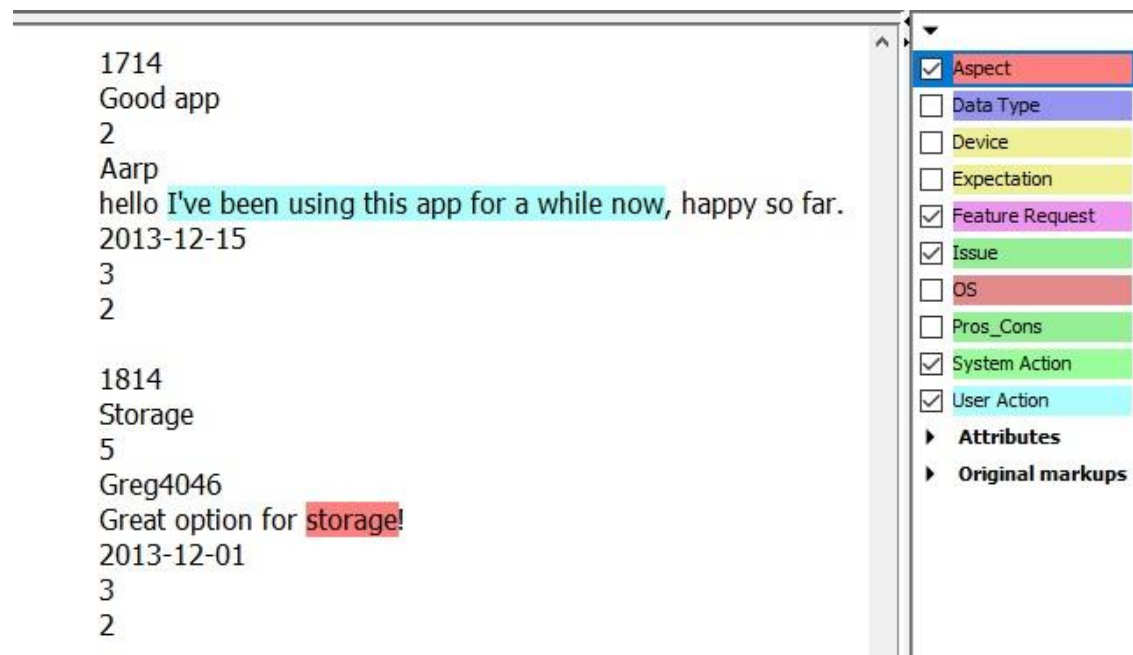 1714
Good app
2
Aarp
hello I've been using this app for a while now, happy so far.
2013-12-15
3
2
1814
Storage
5
Greg4046
Great option for storage!
2013-12-01
3
2
Aspect
Data Type
Device
Expectation
Feature Request
Issue
OS
Pros_Cons
System Action
User Action
Attributes
Original markups